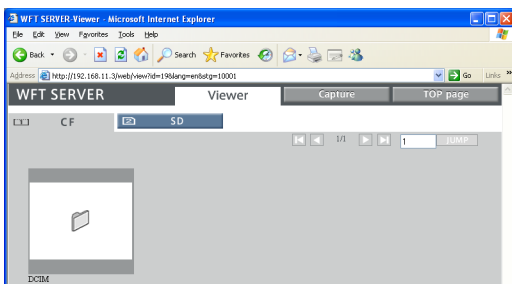 WFT SERVER-Viewer - Microsoft Internet Explorer
File Edit View Favorites Tools Help
Back Search Favorites
Address http://192.168.11.3/web/view?id=19&lang=en&stg=10001 Go Links »
WFT SERVER Viewer Capture TOP page
CF SD
1/1 1 JUMP
DCIM